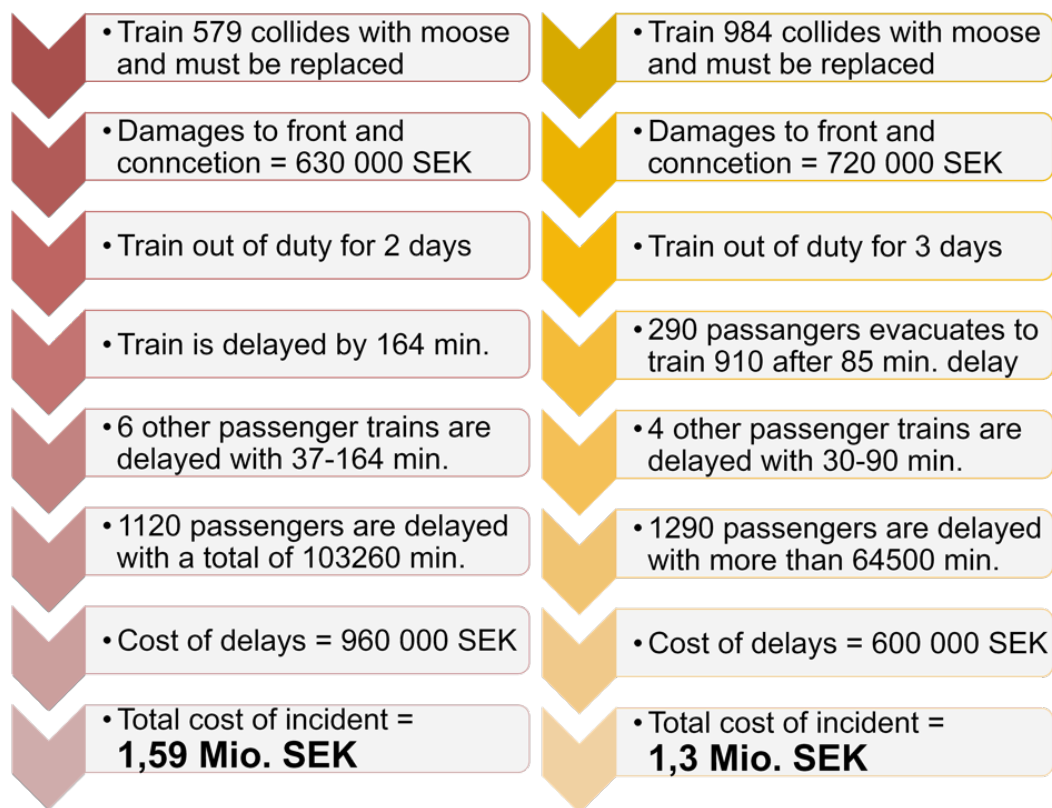 • Train 579 collides with moose
and must be replaced
• Damages to front and
conncetion = 630 000 SEK
• Train out of duty for 2 days
• Train is delayed by 164 min.
• 6 other passenger trains are
delayed with 37-164 min.
• 1120 passengers are delayed
with a total of 103260 min.
• Cost of delays = 960 000 SEK
• Total cost of incident =
1,59 Mio. SEK
• Train 984 collides with moose
and must be replaced
• Damages to front and
conncetion = 720 000 SEK
• Train out of duty for 3 days
• 290 passangers evacuates to
train 910 after 85 min. delay
• 4 other passenger trains are
delayed with 30-90 min.
• 1290 passengers are delayed
with more than 64500 min.
• Cost of delays = 600 000 SEK
• Total cost of incident =
1,3 Mio. SEK